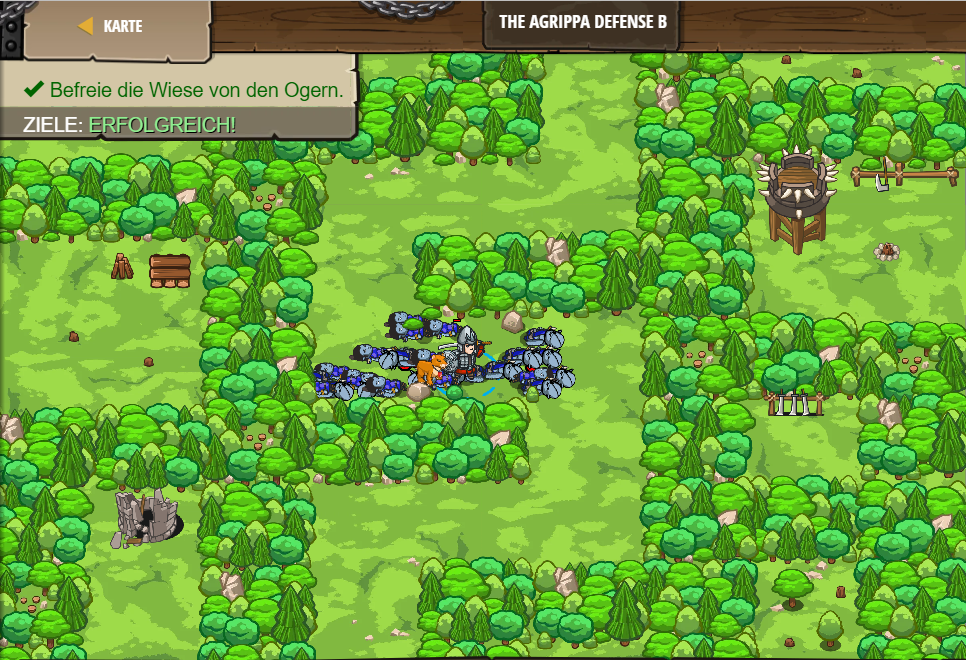 KARTE
THE AGRIPPA DEFENSE B
Befreie die Wiese von den Ogern.
ZIELE: ERFOLGREICH!